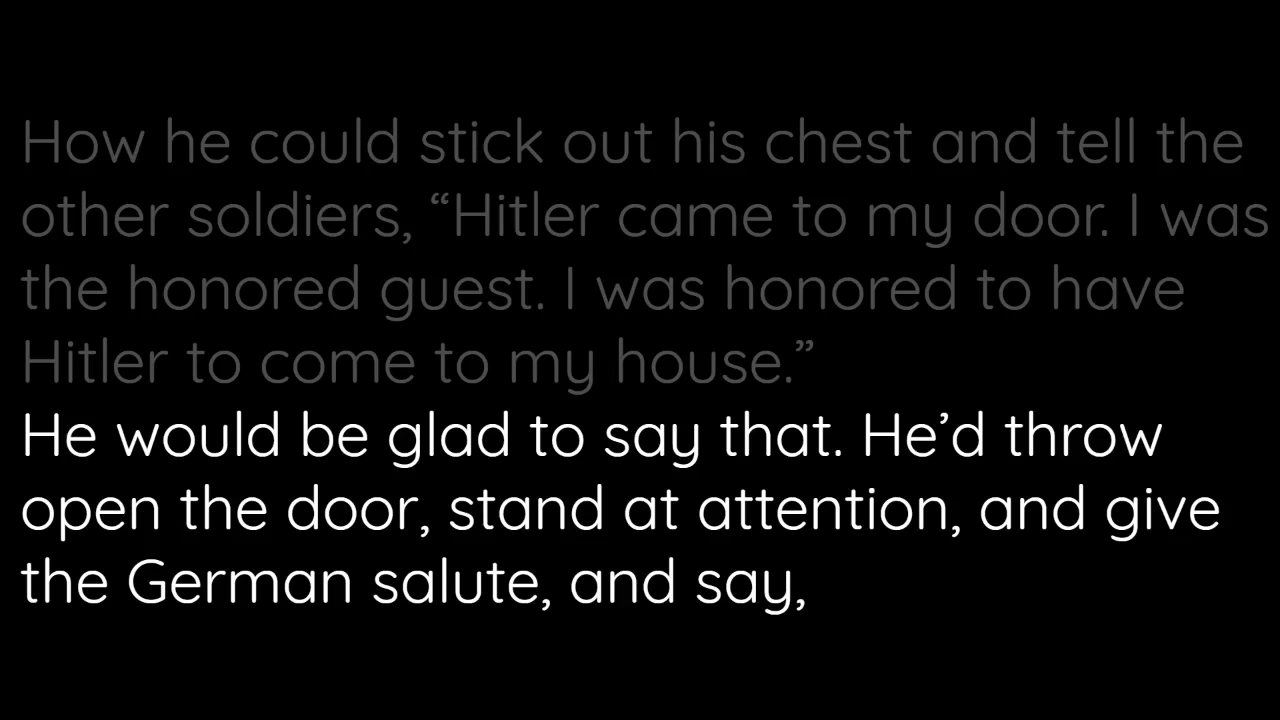 How he could stick out his chest and tell the
other soldiers, “Hitler came to my door. I was
the honored guest. I was honored to have
Hitler to come to my house.”
He would be glad to say that. He’d throw
open the door, stand at attention, and give
the German salute, and say,